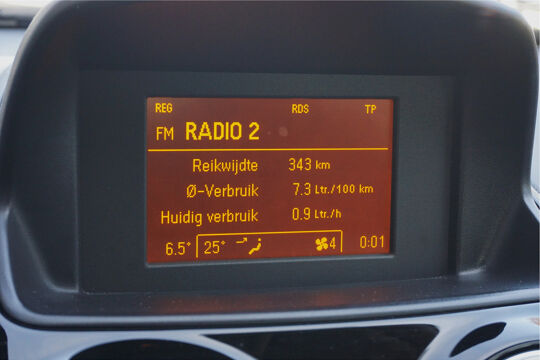 REG RDS TP
FM RADIO 2
Reikwijdte 343 km
Ø-Verbruik 7.3 Ltr./100 km
Huidig verbruik 0.9 Ltr./h
6.5° 25° 4 0:01